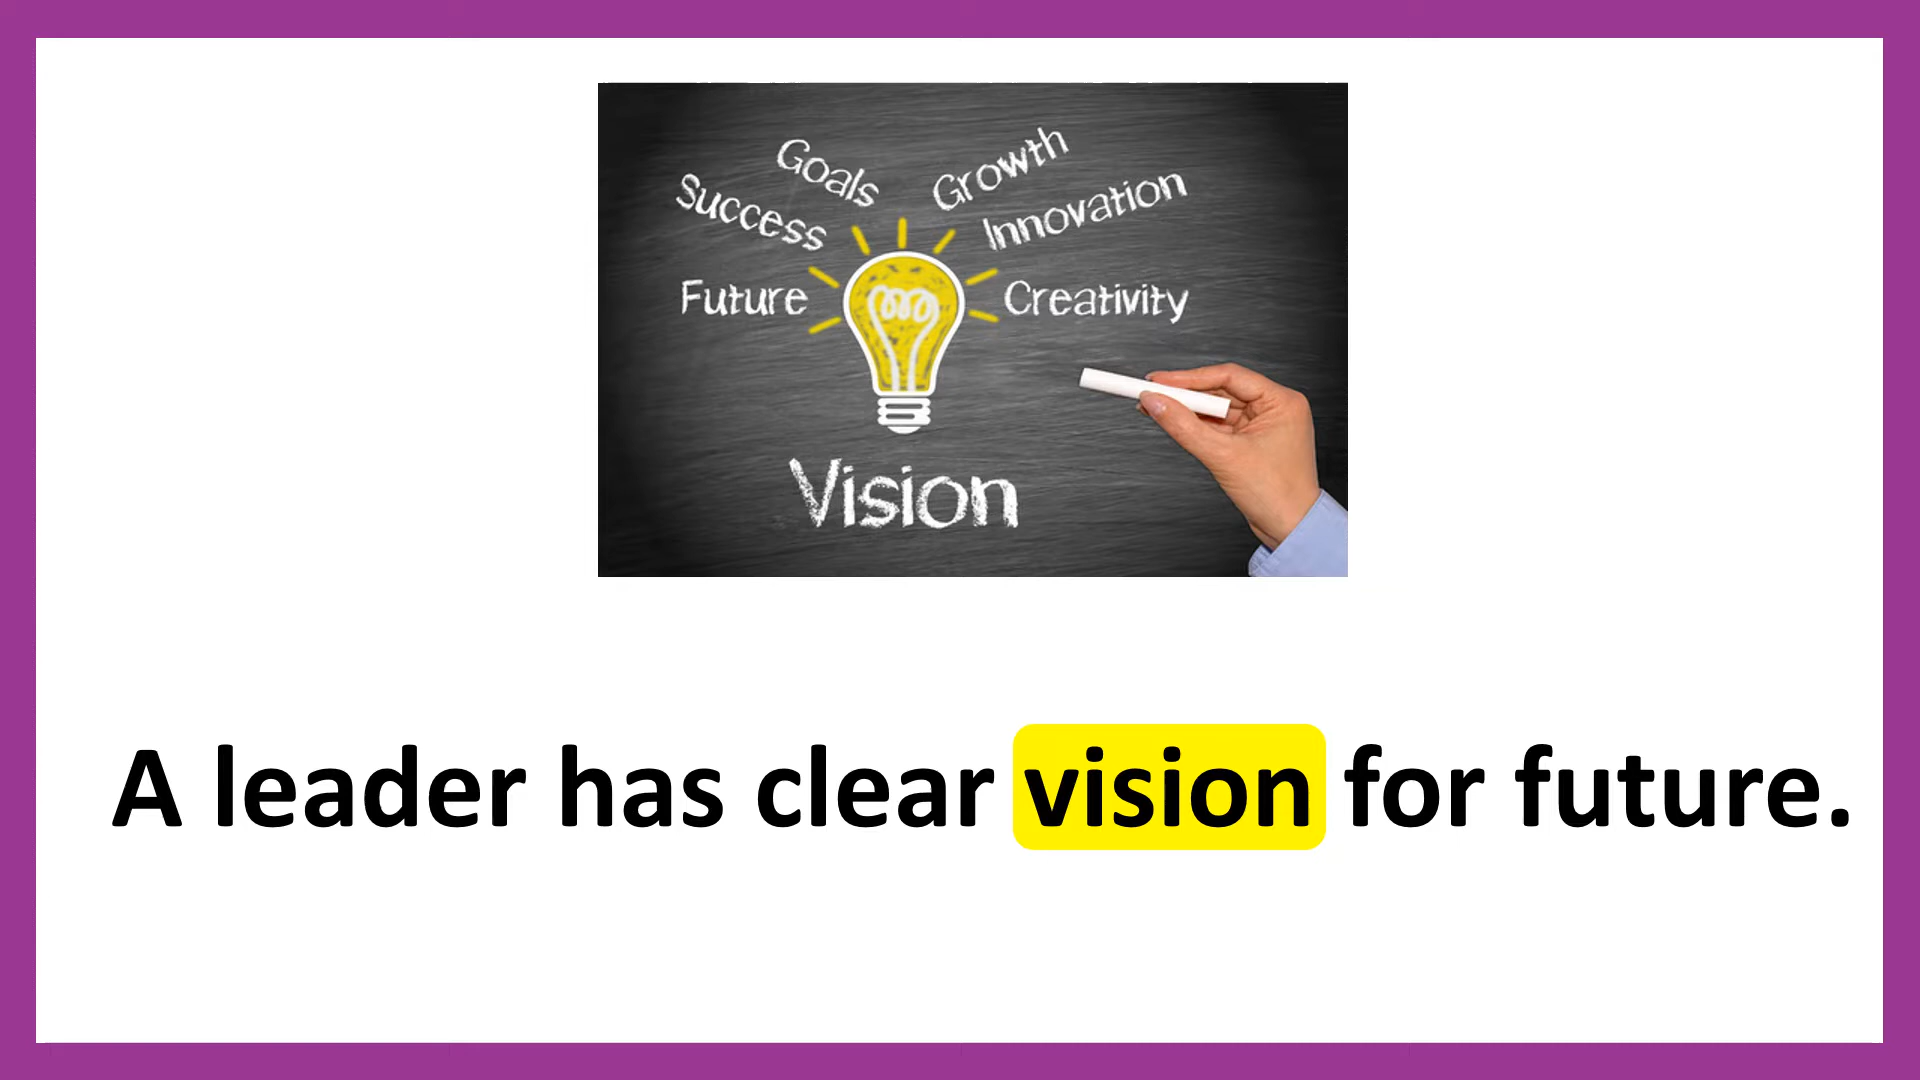 Goals
Growth
Success
Innovation
Future
Creativity
Vision
A leader has clear vision for future.